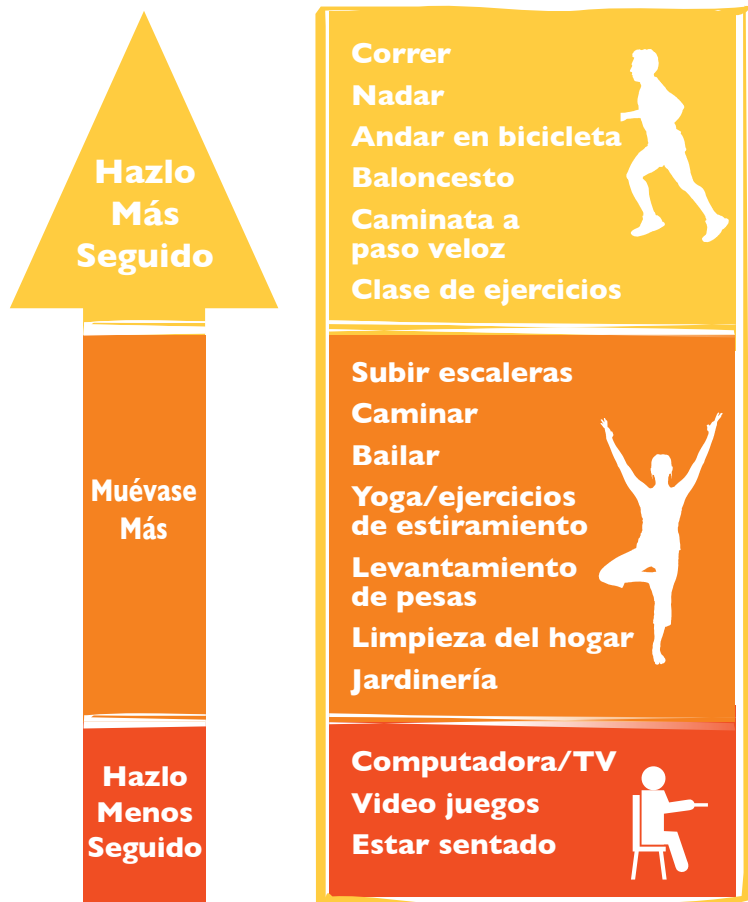 Hazlo
Más
Seguido
Correr
Nadar
Andar en bicicleta
Baloncesto
Caminata a
paso veloz
Clase de ejercicios
Muévase
Más
Subir escaleras
Caminar
Bailar
Yoga/ejercicios
de estiramiento
Levantamiento
de pesas
Limpieza del hogar
Jardinería
Hazlo
Menos
Seguido
Computadora/TV
Video juegos
Estar sentado